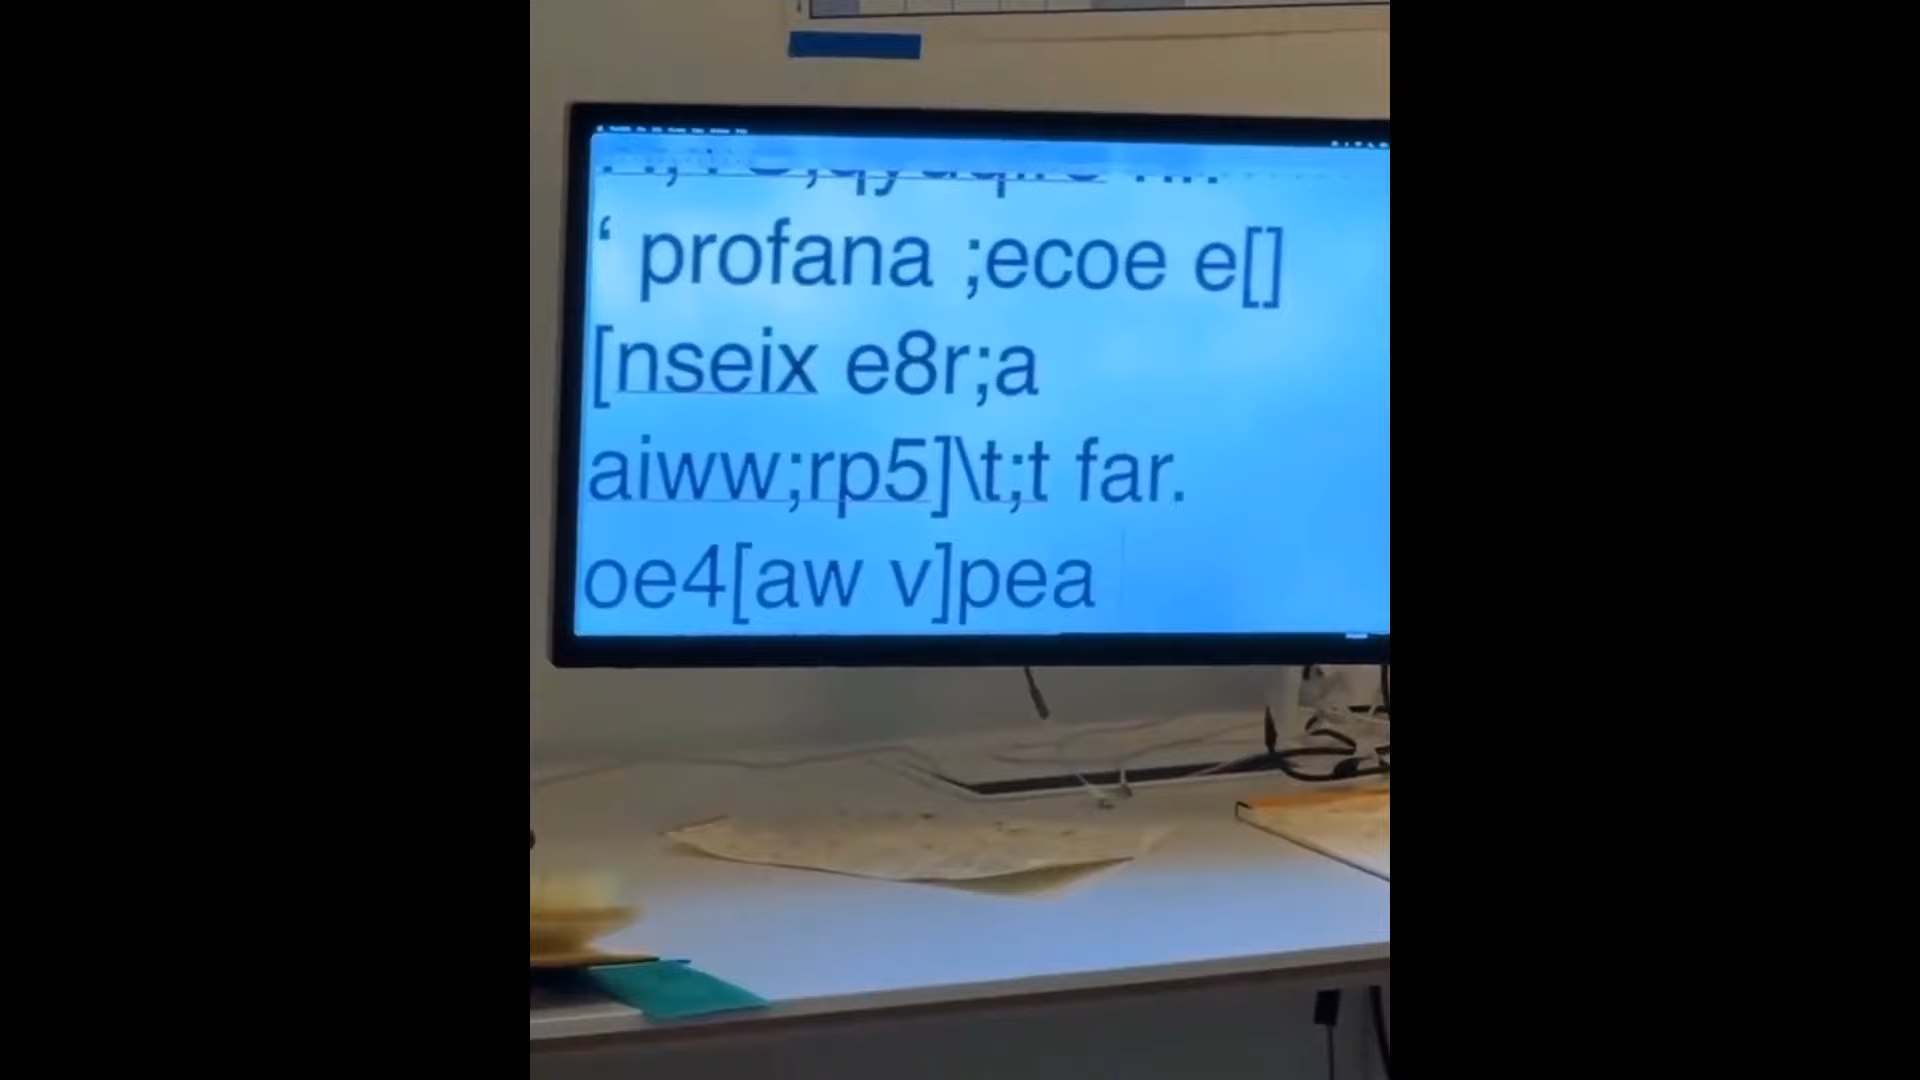 ‘ profana ;ecoe e[]
[nseix e8r;a
aiww;rp5]\t;t far.
oe4[aw v]pea